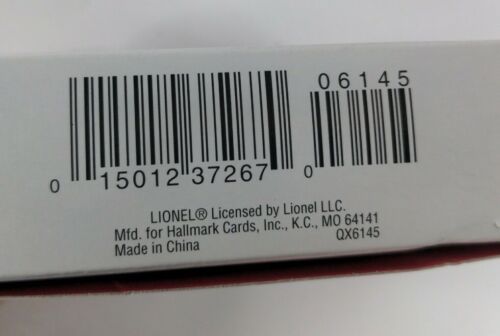 06145
0 15012 37267 0
LIONEL® Licensed by Lionel LLC.
Mfd. for Hallmark Cards, Inc., K.C., MO 64141
Made in China QX6145